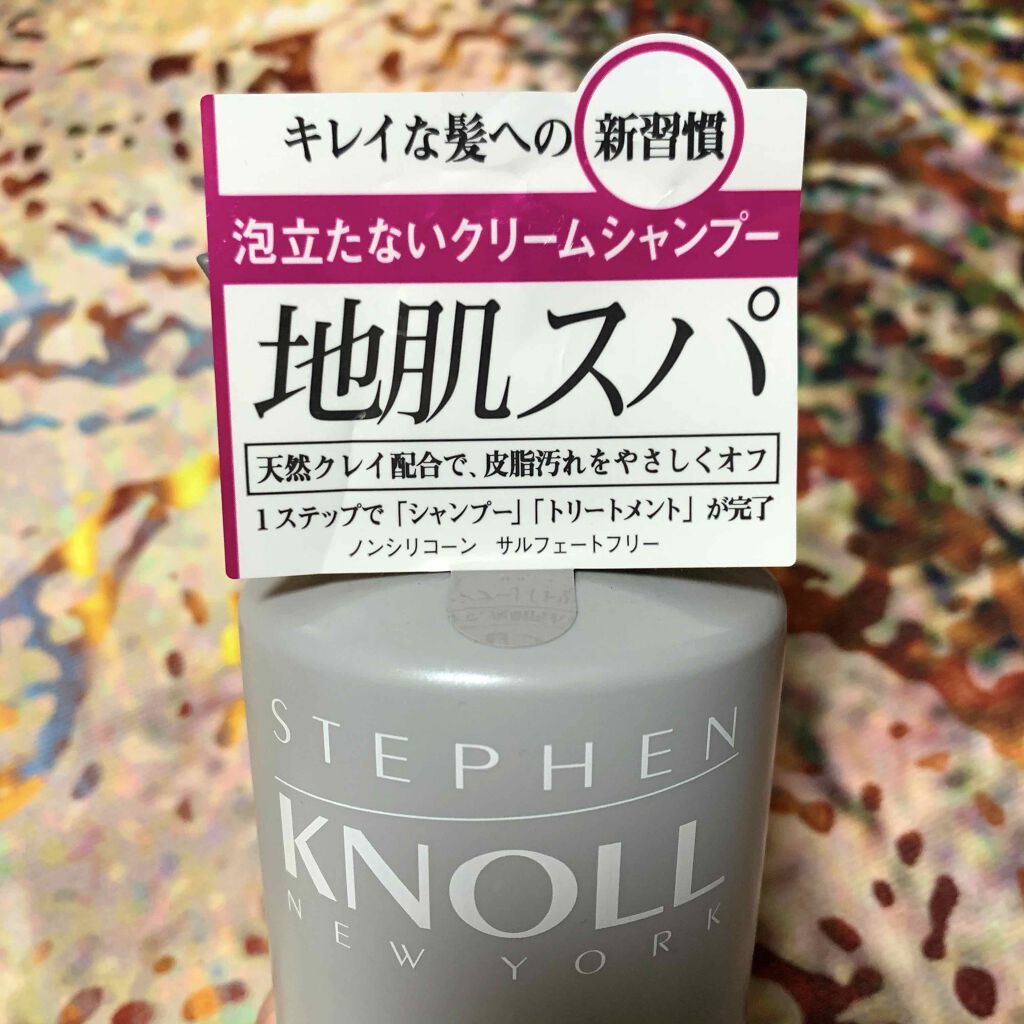 キレイな髪への 新習慣
泡立たないクリームシャンプー
地肌スパ
天然クレイ配合で、皮脂汚れをやさしくオフ
1ステップで「シャンプー」「トリートメント」が完了
ノンシリコーン サルフェートフリー
STEPHEN
KNOLL
NEW YORK